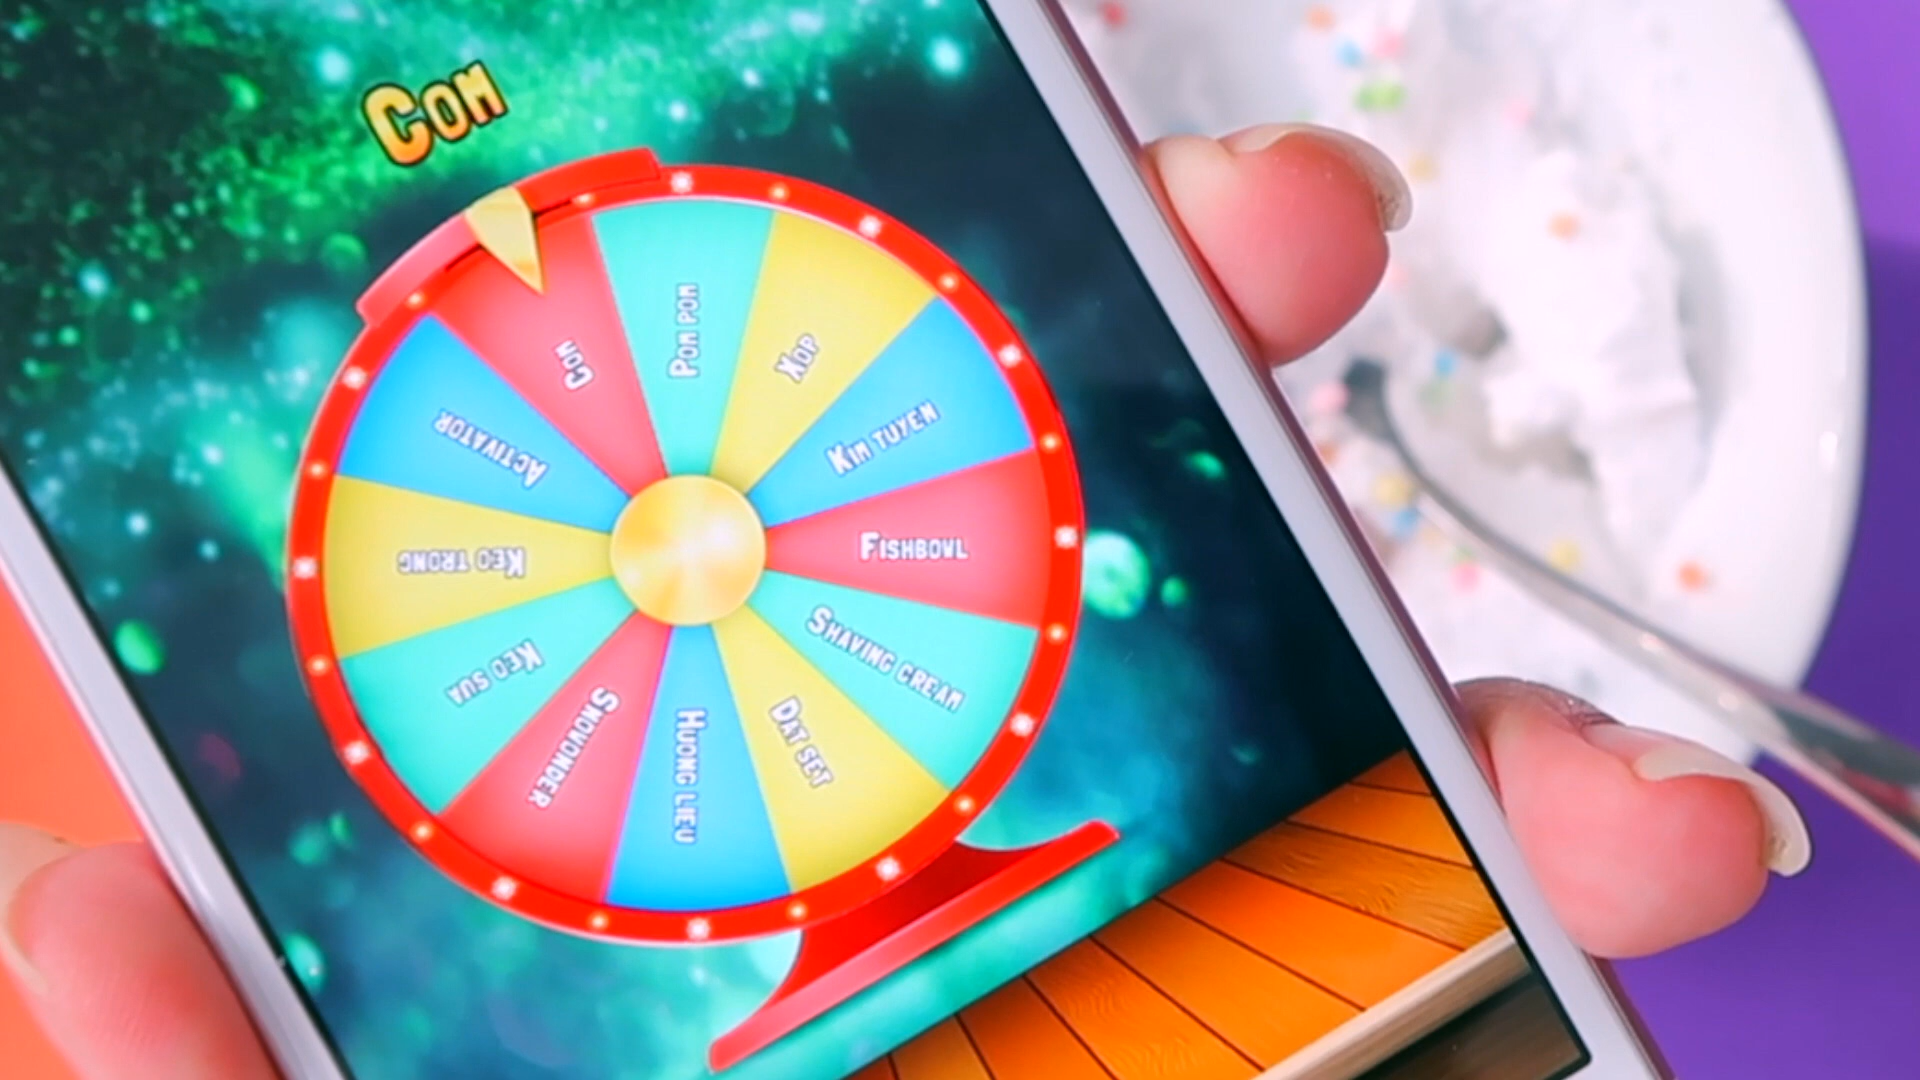 Com
Com
Pom pom
Xop
Kim tuyen
Fishbowl
Shaving cream
Dat set
Huong lieu
Snowonder
Keo sua
Keo trong
Activator